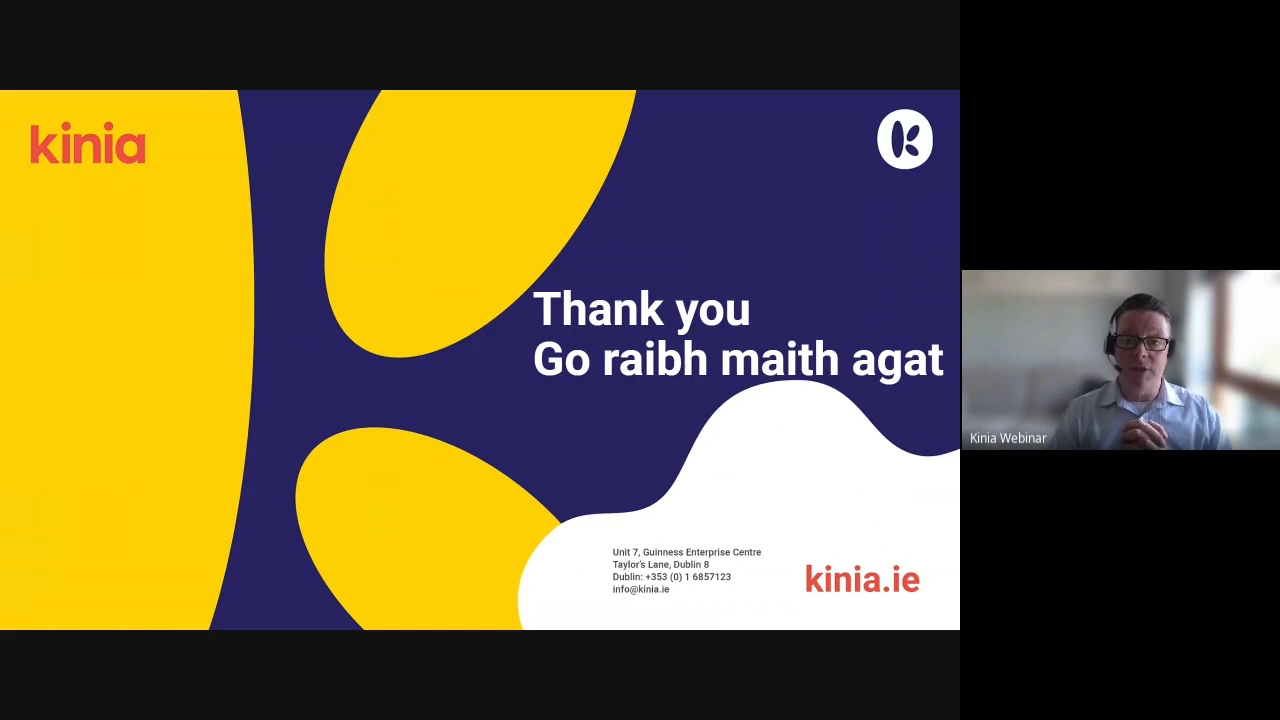 kinia
Thank you
Go raibh maith agat
Unit 7, Guinness Enterprise Centre
Taylor's Lane, Dublin 8
Dublin: +353 (0) 1 6857123
info@kinia.ie
kinia.ie
Kinia Webinar